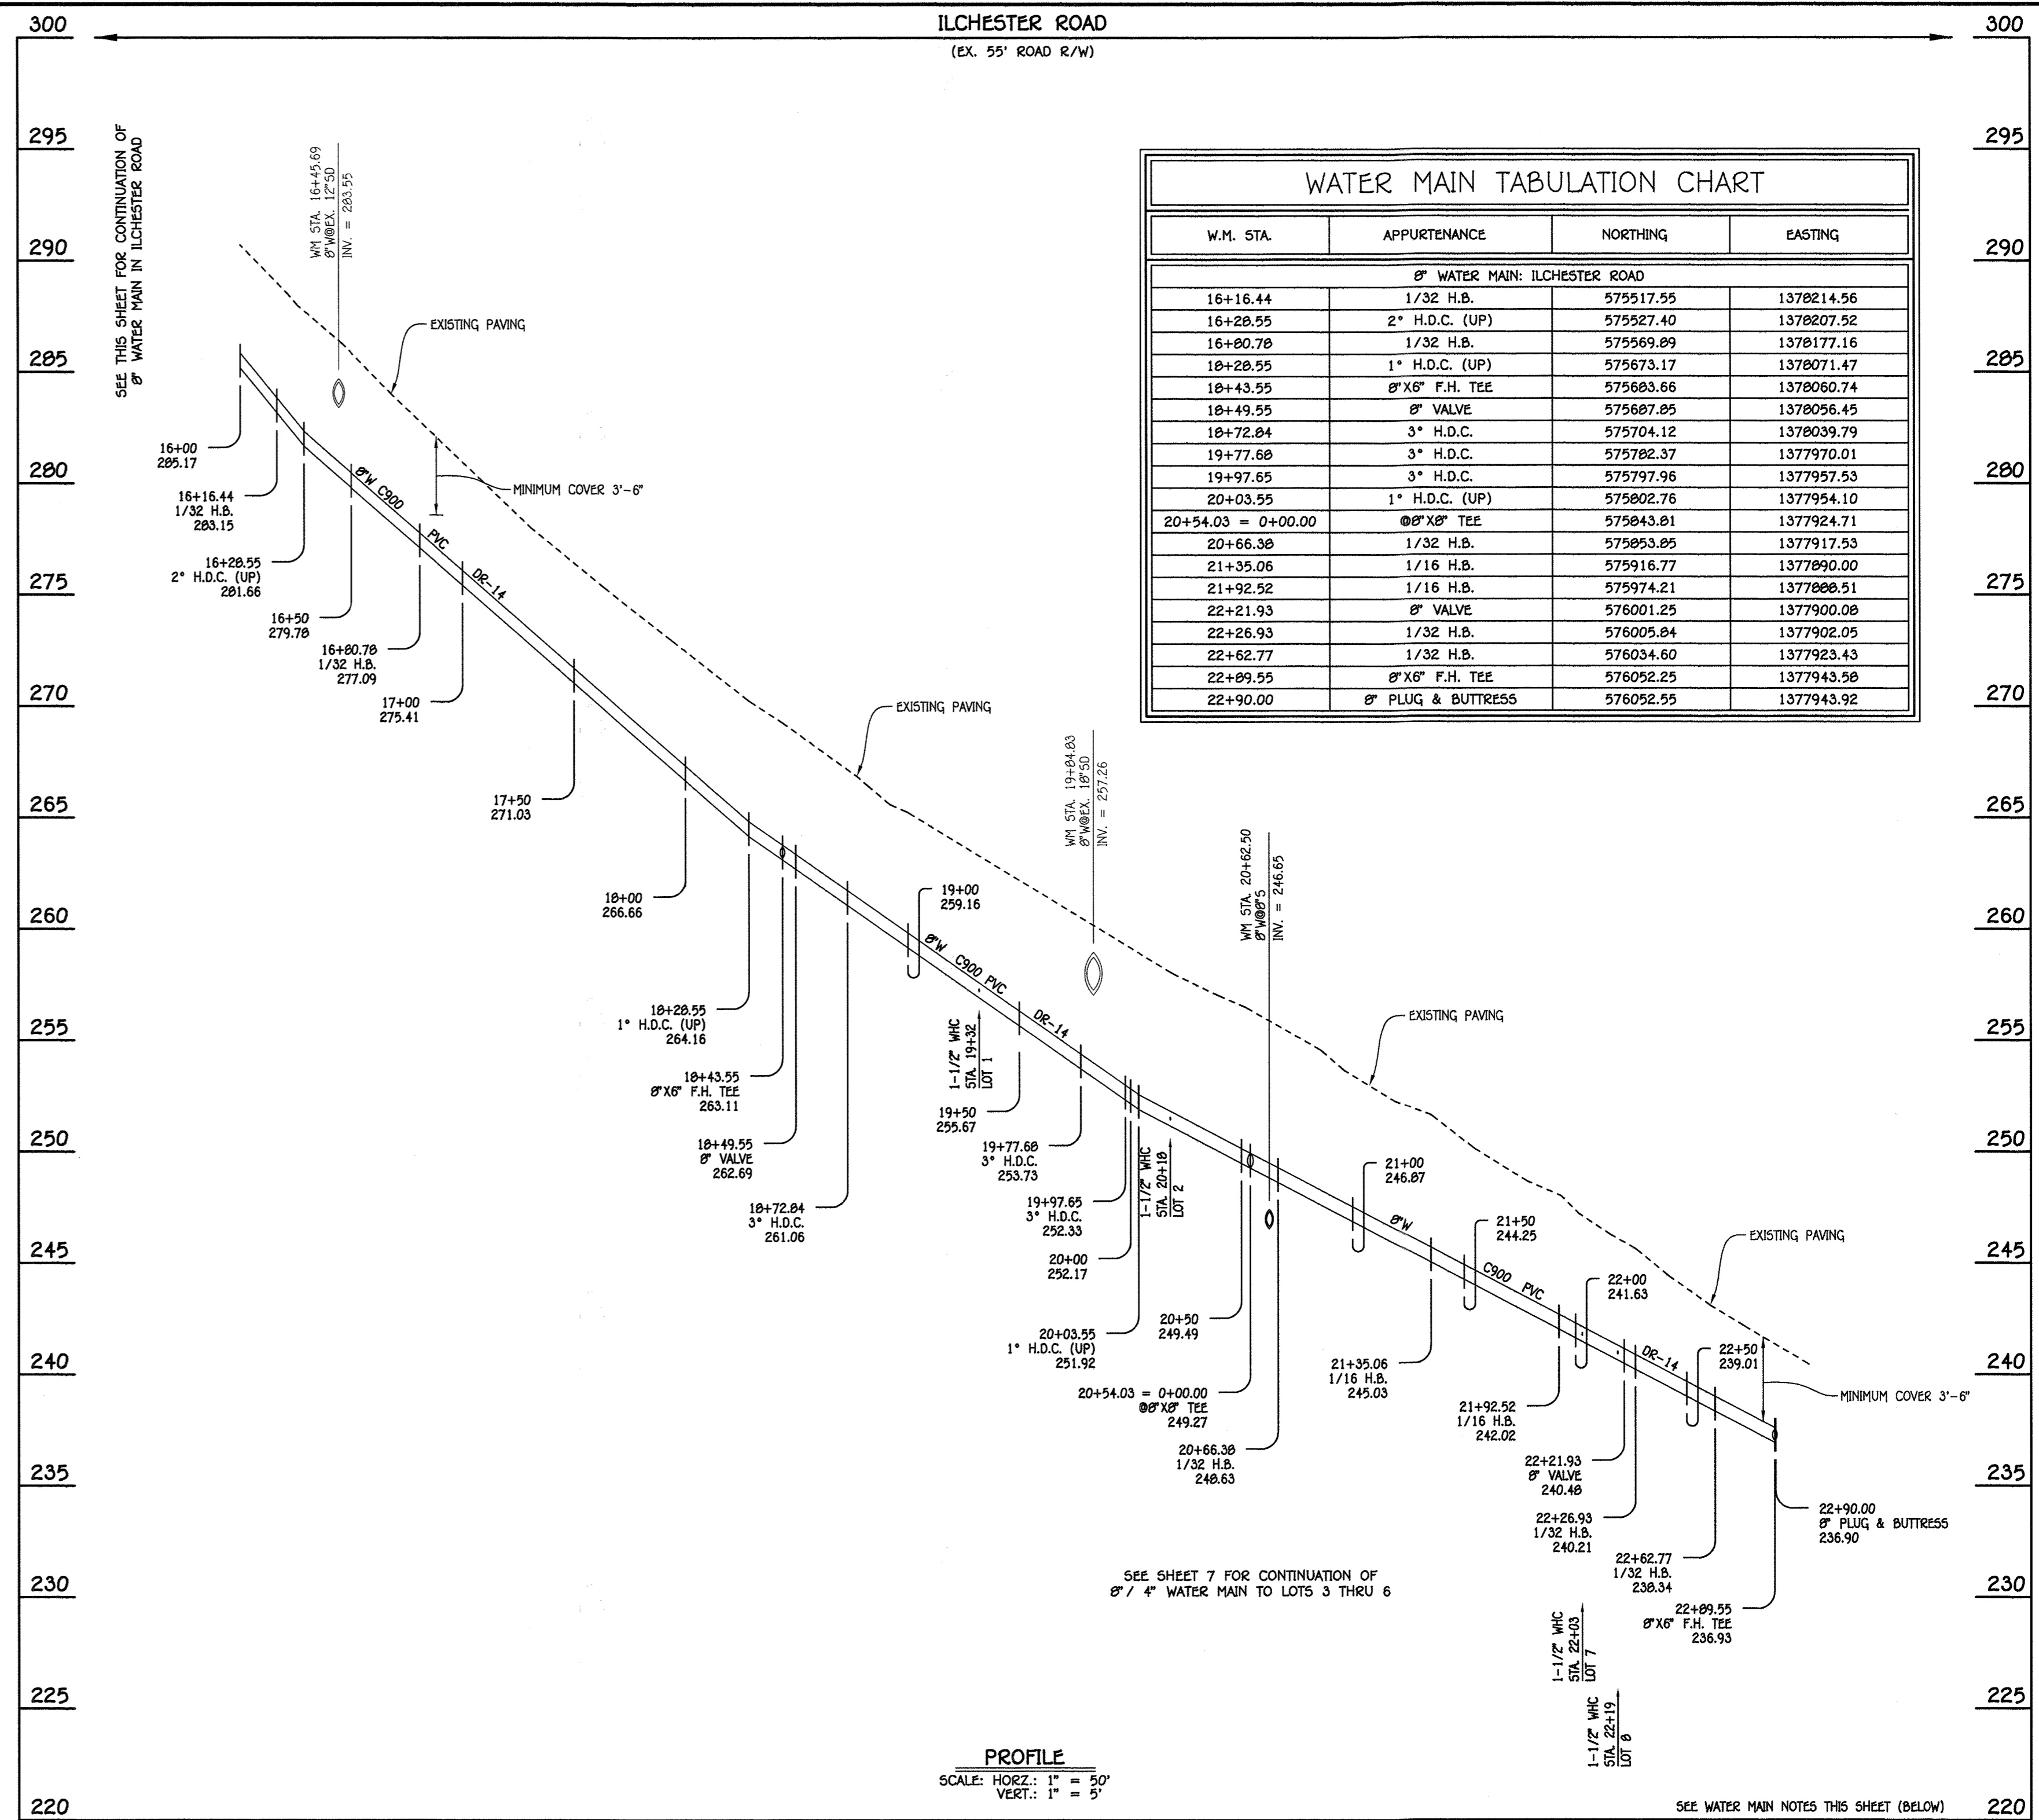 ILCHESTER ROAD
(EX. 55' ROAD R/W)
300
295
290
285
280
275
270
265
260
255
250
245
240
235
230
225
220
300
295
290
285
280
275
270
265
260
255
250
245
240
235
230
225
220
SEE THIS SHEET FOR CONTINUATION OF
8" WATER MAIN IN ILCHESTER ROAD
WM STA. 16+45.69
8"W@EX. 12"SD
INV. = 283.55
EXISTING PAVING
MINIMUM COVER 3'-6"
8"W C900
PVC
DR-14
16+00
285.17
16+16.44
1/32 H.B.
283.15
16+28.55
2° H.D.C. (UP)
281.66
16+50
279.78
16+80.78
1/32 H.B.
277.09
17+00
275.41
17+50
271.03
18+00
266.66
WATER MAIN TABULATION CHART
W.M. STA. APPURTENANCE NORTHING EASTING
8" WATER MAIN: ILCHESTER ROAD
16+16.44 1/32 H.B. 575517.55 1378214.56
16+28.55 2° H.D.C. (UP) 575527.40 1378207.52
16+80.78 1/32 H.B. 575569.89 1378177.16
18+28.55 1° H.D.C. (UP) 575673.17 1378071.47
18+43.55 8"X6" F.H. TEE 575683.66 1378060.74
18+49.55 8" VALVE 575687.85 1378056.45
18+72.84 3° H.D.C. 575704.12 1378039.79
19+77.68 3° H.D.C. 575782.37 1377970.01
19+97.65 3° H.D.C. 575797.96 1377957.53
20+03.55 1° H.D.C. (UP) 575802.76 1377954.10
20+54.03 = 0+00.00 @8"X8" TEE 575843.81 1377924.71
20+66.38 1/32 H.B. 575853.85 1377917.53
21+35.06 1/16 H.B. 575916.77 1377890.00
21+92.52 1/16 H.B. 575974.21 1377888.51
22+21.93 8" VALVE 576001.25 1377900.08
22+26.93 1/32 H.B. 576005.84 1377902.05
22+62.77 1/32 H.B. 576034.60 1377923.43
22+89.55 8"X6" F.H. TEE 576052.25 1377943.58
22+90.00 8" PLUG & BUTTRESS 576052.55 1377943.92
EXISTING PAVING
WM STA. 19+84.83
8"W@EX. 18"SD
INV. = 257.26
WM STA. 20+62.50
8"W@8"S
INV. = 246.65
18+28.55
1° H.D.C. (UP)
264.16
18+43.55
8"X6" F.H. TEE
263.11
18+49.55
8" VALVE
262.69
18+72.84
3° H.D.C.
261.06
19+00
259.16
8"W
C900 PVC
DR-14
1-1/2" WHC
STA. 19+32
LOT 1
19+50
255.67
19+77.68
3° H.D.C.
253.73
19+97.65
3° H.D.C.
252.33
20+00
252.17
20+03.55
1° H.D.C. (UP)
251.92
1-1/2" WHC
STA. 20+18
LOT 2
20+50
249.49
20+54.03 = 0+00.00
@8"X8" TEE
249.27
20+66.38
1/32 H.B.
248.63
EXISTING PAVING
21+00
246.87
8"W
C900 PVC
DR-14
21+35.06
1/16 H.B.
245.03
21+50
244.25
21+92.52
1/16 H.B.
242.02
22+00
241.63
22+21.93
8" VALVE
240.48
22+26.93
1/32 H.B.
240.21
22+50
239.01
22+62.77
1/32 H.B.
238.34
22+89.55
8"X6" F.H. TEE
236.93
22+90.00
8" PLUG & BUTTRESS
236.90
EXISTING PAVING
MINIMUM COVER 3'-6"
1-1/2" WHC
STA. 22+03
LOT 7
1-1/2" WHC
STA. 22+19
LOT 8
SEE SHEET 7 FOR CONTINUATION OF
8"/ 4" WATER MAIN TO LOTS 3 THRU 6
PROFILE
SCALE: HORZ.: 1" = 50'
VERT.: 1" = 5'
SEE WATER MAIN NOTES THIS SHEET (BELOW)